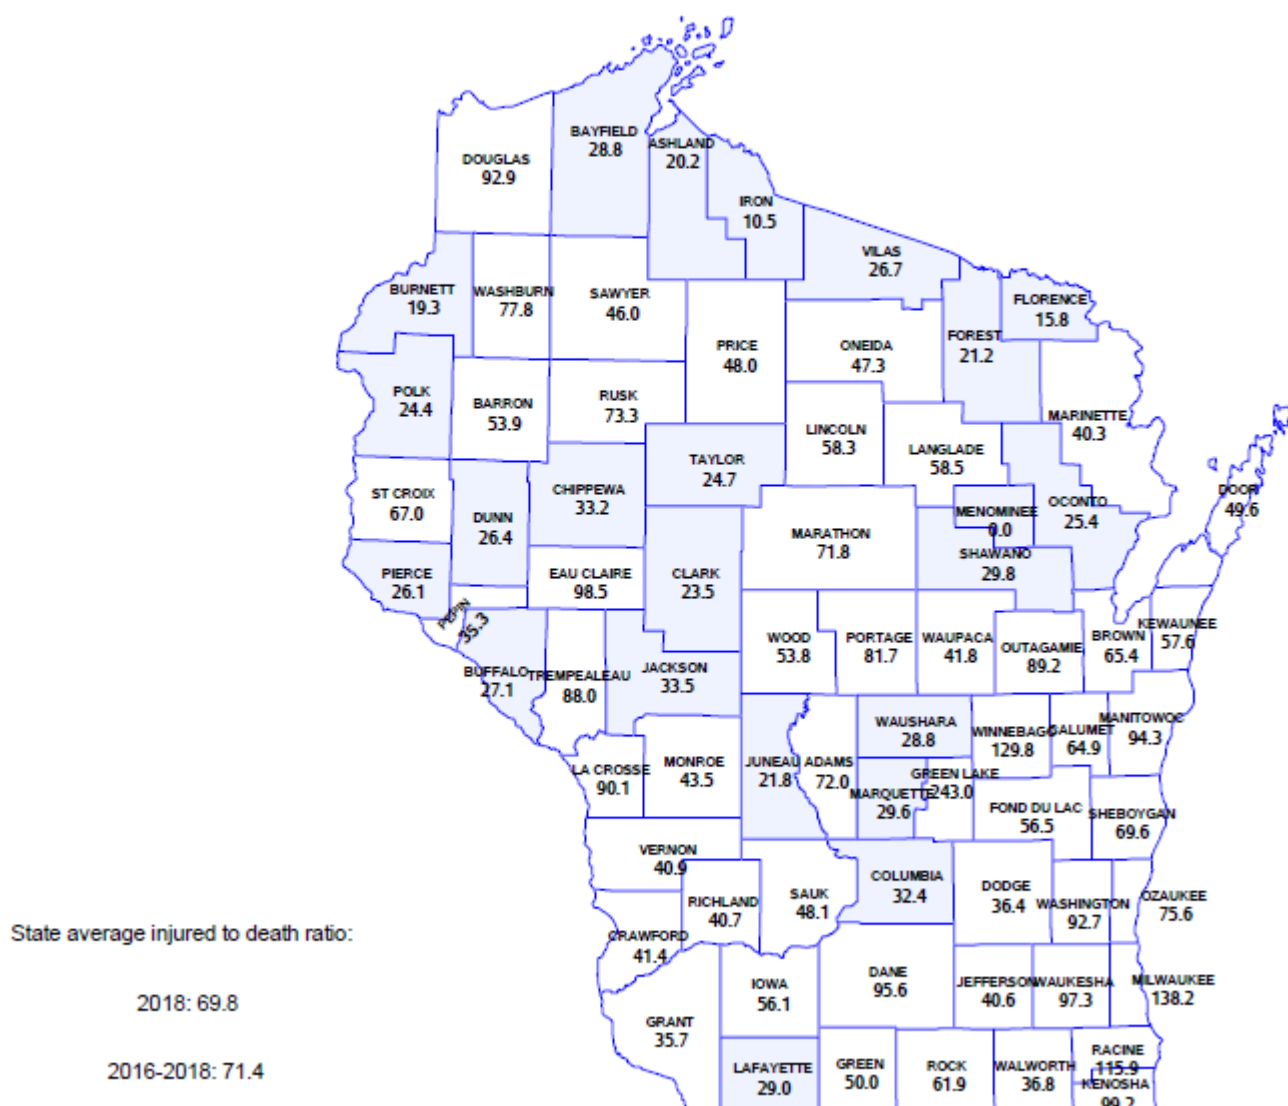 BAYFIELD
28.8
ASHLAND
20.2
DOUGLAS
92.9
IRON
10.5
VILAS
26.7
BURNETT
19.3
WASHBURN
77.8
SAWYER
46.0
FLORENCE
15.8
PRICE
48.0
ONEIDA
47.3
FOREST
21.2
POLK
24.4
BARRON
53.9
RUSK
73.3
MARINETTE
40.3
LINCOLN
58.3
LANGLADE
58.5
TAYLOR
24.7
ST CROIX
67.0
CHIPPEWA
33.2
DOOR
49.6
DUNN
26.4
MENOMINEE
0.0
OCONTO
25.4
MARATHON
71.8
SHAWANO
29.8
PIERCE
26.1
EAU CLAIRE
98.5
CLARK
23.5
PEPIN
35.3
WOOD
53.8
PORTAGE
81.7
WAUPACA
41.8
OUTAGAMIE
89.2
BROWN
65.4
KEWAUNEE
57.6
BUFFALO
27.1
TREMPEALEAU
88.0
JACKSON
33.5
WAUSHARA
28.8
WINNEBAGO
129.8
CALUMET
64.9
MANITOWOC
94.3
LA CROSSE
90.1
MONROE
43.5
JUNEAU
21.8
ADAMS
72.0
MARQUETTE
29.6
GREEN LAKE
243.0
FOND DU LAC
56.5
SHEBOYGAN
69.6
VERNON
40.9
RICHLAND
40.7
SAUK
48.1
COLUMBIA
32.4
DODGE
36.4
WASHINGTON
92.7
OZAUKEE
75.6
State average injured to death ratio:
CRAWFORD
41.4
2018: 69.8
IOWA
56.1
DANE
95.6
JEFFERSON
40.6
WAUKESHA
97.3
MILWAUKEE
138.2
GRANT
35.7
2016-2018: 71.4
LAFAYETTE
29.0
GREEN
50.0
ROCK
61.9
WALWORTH
36.8
RACINE
115.9
KENOSHA
99.2